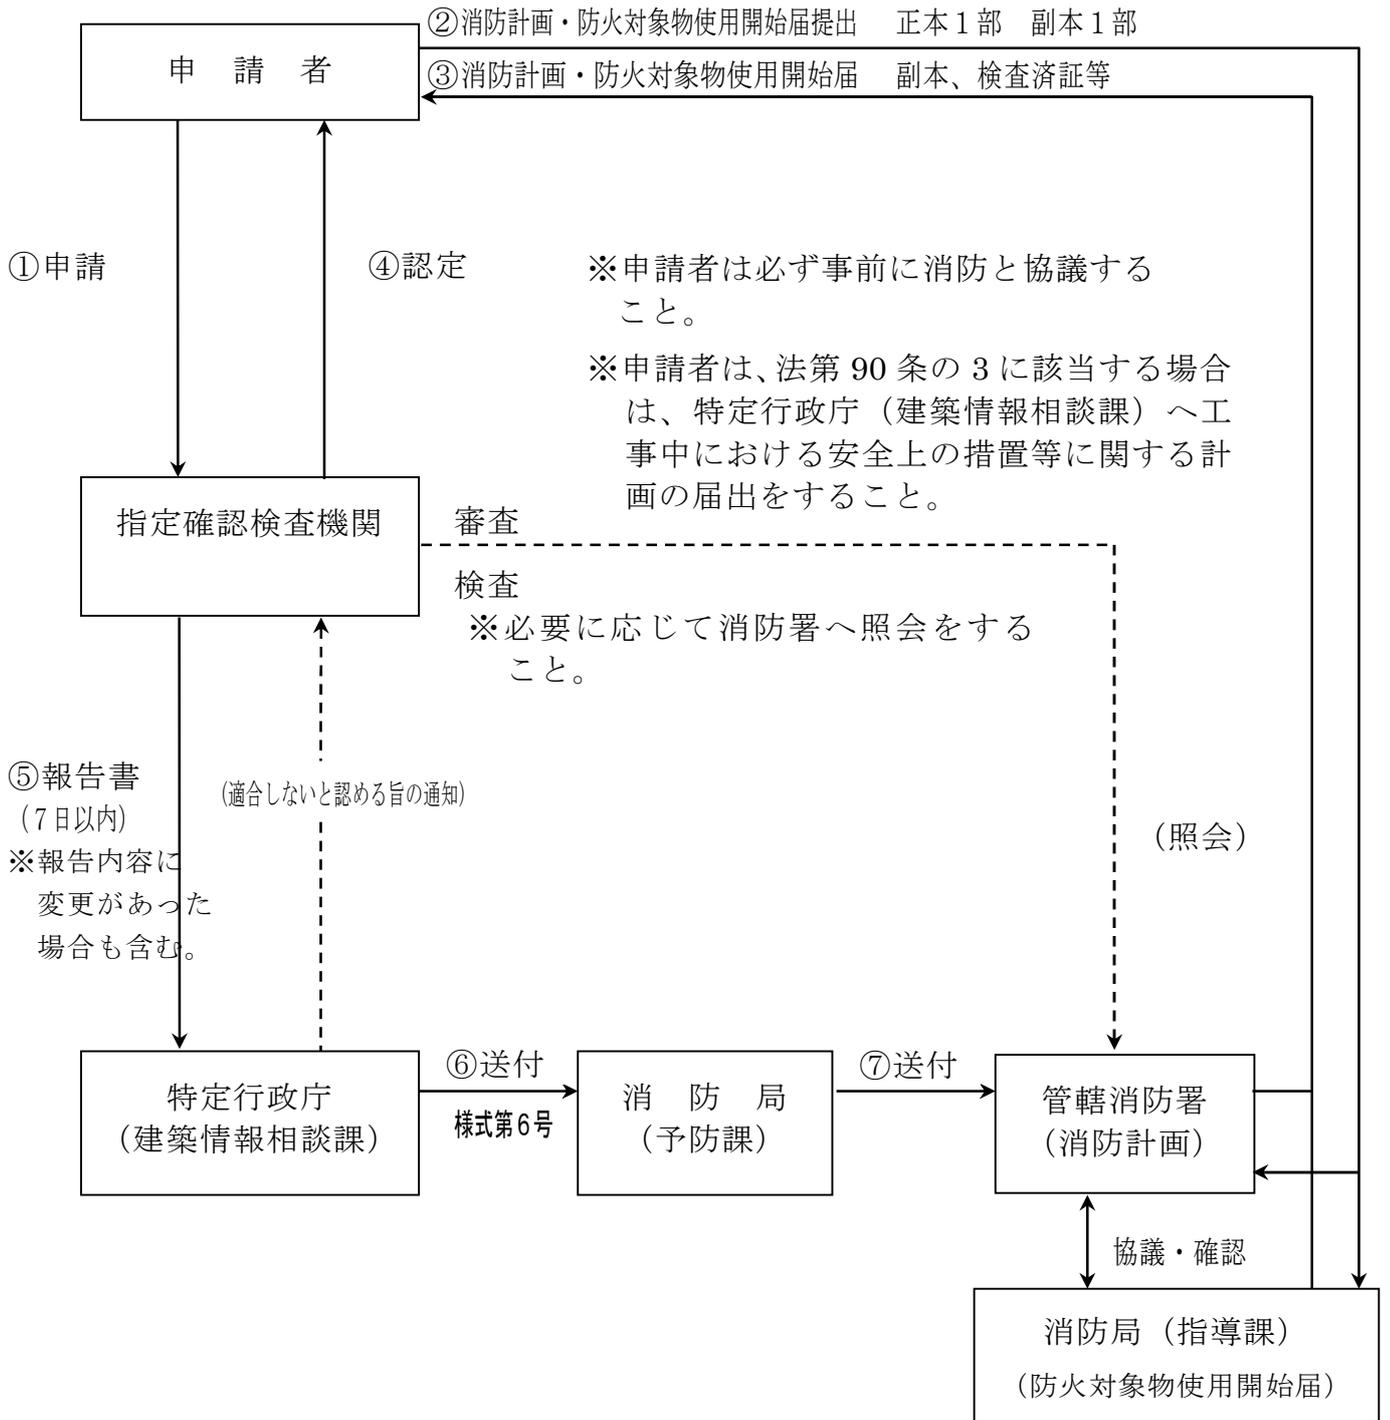 ②消防計画・防火対象物使用開始届提出　正本１部　副本１部
申　請　者
③消防計画・防火対象物使用開始届　副本、検査済証等
①申請
④認定
※申請者は必ず事前に消防と協議する
こと。
※申請者は、法第 90 条の 3 に該当する場合
は、特定行政庁（建築情報相談課）へ工
事中における安全上の措置等に関する計
画の届出をすること。
指定確認検査機関
審査
検査
※必要に応じて消防署へ照会をする
こと。
⑤報告書
（７日以内）
※報告内容に
変更があった
場合も含む。
(適合しないと認める旨の通知)
（照会）
⑥送付
様式第６号
⑦送付
特定行政庁
（建築情報相談課）
消　防　局
（予防課）
管轄消防署
（消防計画）
協議・確認
消防局（指導課）
（防火対象物使用開始届）